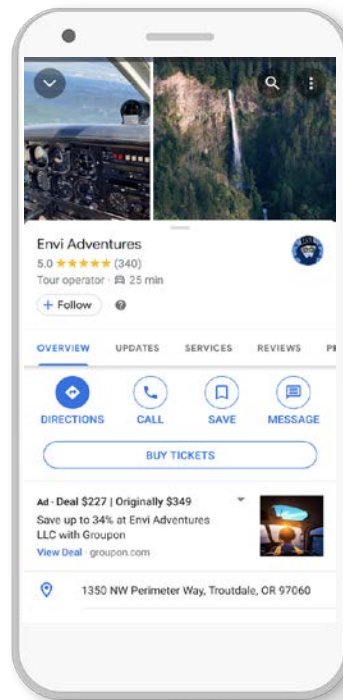 Envi Adventures
5.0 ★★★★★ (340)
Tour operator · 25 min
+ Follow
OVERVIEW UPDATES SERVICES REVIEWS
DIRECTIONS CALL SAVE MESSAGE
BUY TICKETS
Ad · Deal $227 | Originally $349
Save up to 34% at Envi Adventures
LLC with Groupon
View Deal · groupon.com
1350 NW Perimeter Way, Troutdale, OR 97060